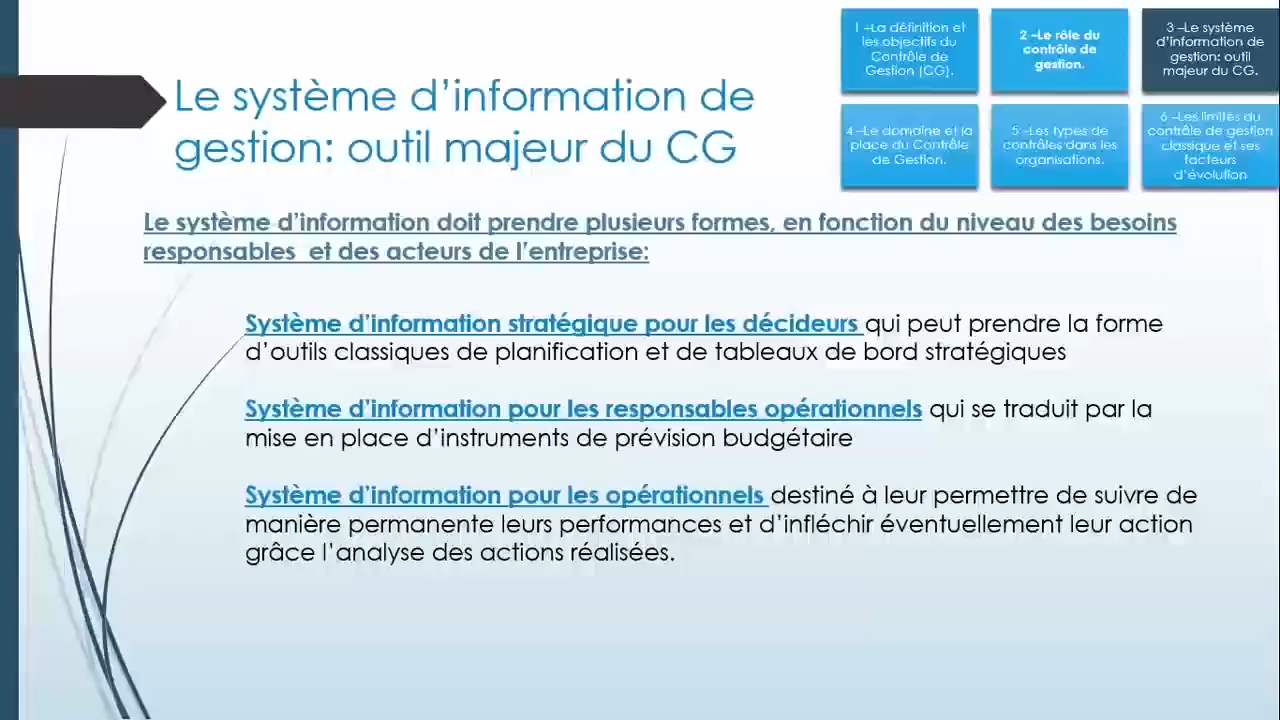 1 –La définition et
les objectifs du
Contrôle de
Gestion (CG).
2 –Le rôle du
contrôle de
gestion.
3 –Le système
d'information de
gestion: outil
majeur du CG.
4 –Le domaine et la
place du Contrôle
de Gestion.
5 –Les types de
contrôles dans les
organisations.
6 –Les limites du
contrôle de gestion
classique et ses
facteurs
d'évolution
Le système d'information de
gestion: outil majeur du CG
Le système d'information doit prendre plusieurs formes, en fonction du niveau des besoins
responsables et des acteurs de l'entreprise:
Système d'information stratégique pour les décideurs qui peut prendre la forme
d'outils classiques de planification et de tableaux de bord stratégiques
Système d'information pour les responsables opérationnels qui se traduit par la
mise en place d'instruments de prévision budgétaire
Système d'information pour les opérationnels destiné à leur permettre de suivre de
manière permanente leurs performances et d'infléchir éventuellement leur action
grâce l'analyse des actions réalisées.